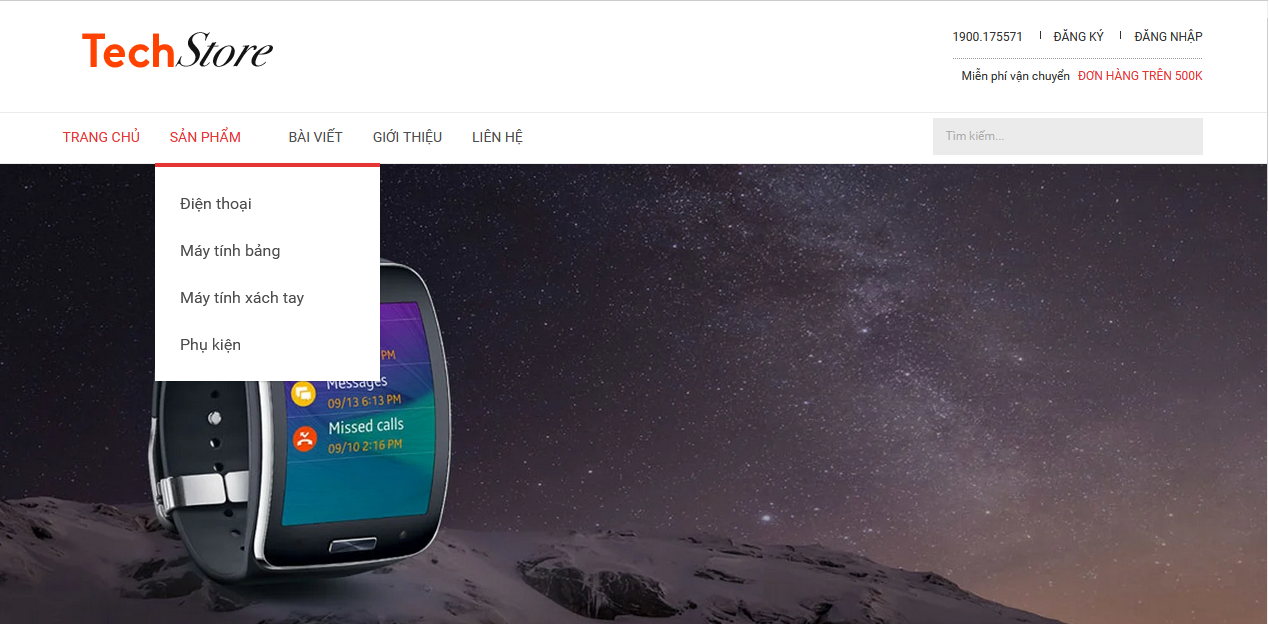 TechStore
1900.175571 | ĐĂNG KÝ | ĐĂNG NHẬP
Miễn phí vận chuyển ĐƠN HÀNG TRÊN 500K
TRANG CHỦ SẢN PHẨM BÀI VIẾT GIỚI THIỆU LIÊN HỆ
Tìm kiếm...
Điện thoại
Máy tính bảng
Máy tính xách tay
Phụ kiện
PM
Messages
09/13 6:13 PM
Missed calls
09/10 2:16 PM